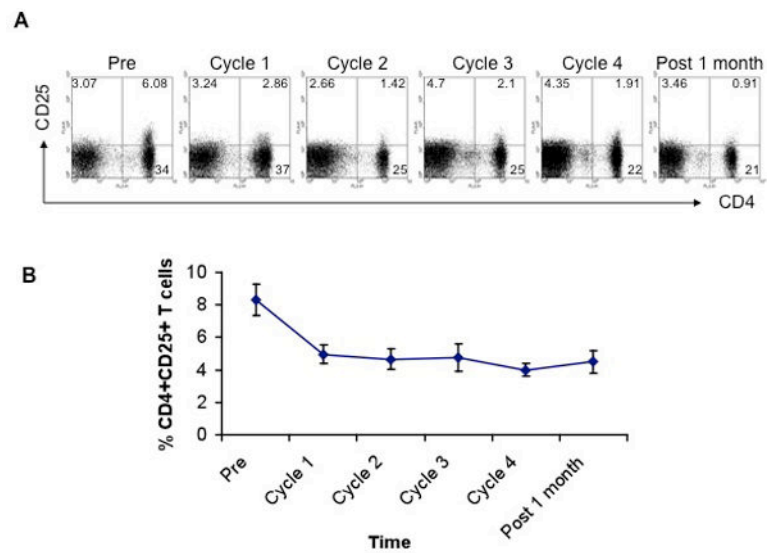 A
Pre Cycle 1 Cycle 2 Cycle 3 Cycle 4 Post 1 month
CD25
3.07 6.08 3.24 2.86 2.66 1.42 4.7 2.1 4.35 1.91 3.46 0.91
34 37 25 25 22 21
CD4
B
% CD4+CD25+ T cells
10
8
6
4
2
0
Pre
Cycle 1
Cycle 2
Cycle 3
Cycle 4
Post 1 month
Time